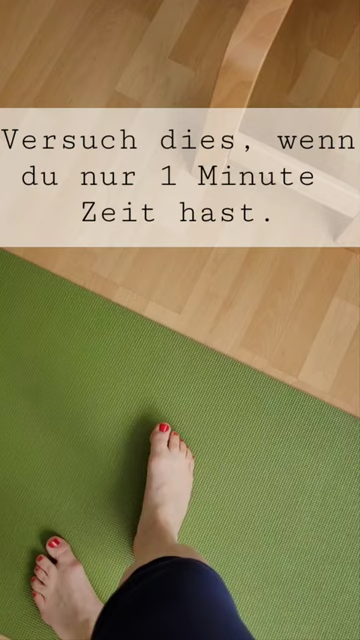 Versuch dies, wenn
du nur 1 Minute
Zeit hast.